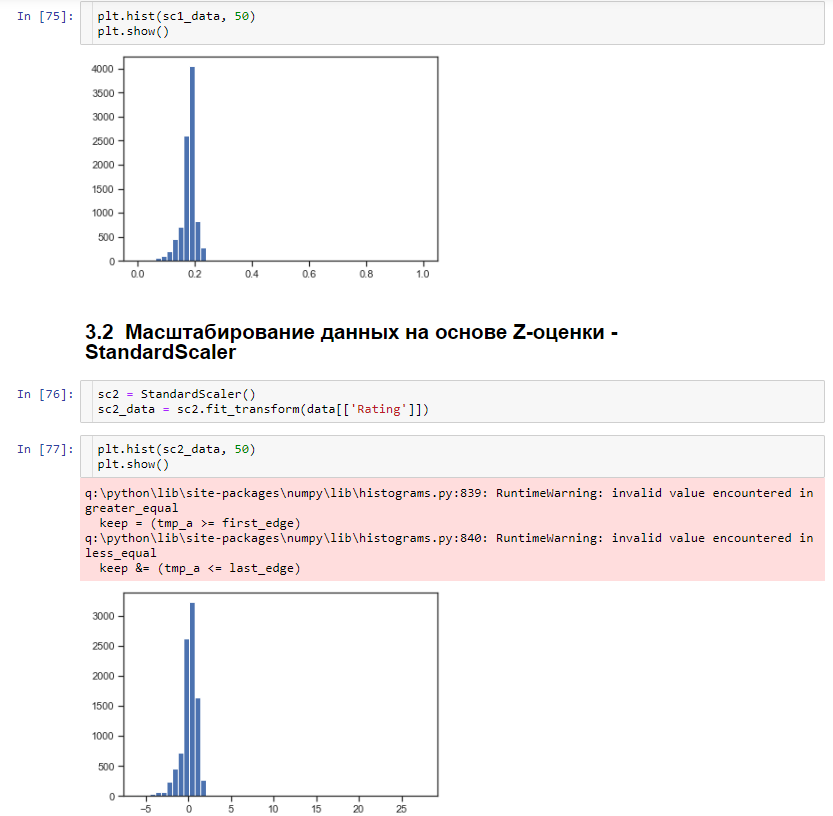 In [75]: plt.hist(sc1_data, 50)
plt.show()
4000
3500
3000
2500
2000
1500
1000
500
0
0.0 0.2 0.4 0.6 0.8 1.0
3.2 Масштабирование данных на основе Z-оценки -
StandardScaler
In [76]: sc2 = StandardScaler()
sc2_data = sc2.fit_transform(data[['Rating']])
In [77]: plt.hist(sc2_data, 50)
plt.show()
q:\python\lib\site-packages\numpy\lib\histograms.py:839: RuntimeWarning: invalid value encountered in
greater_equal
keep = (tmp_a >= first_edge)
q:\python\lib\site-packages\numpy\lib\histograms.py:840: RuntimeWarning: invalid value encountered in
less_equal
keep &= (tmp_a <= last_edge)
3000
2500
2000
1500
1000
500
0
−5 0 5 10 15 20 25